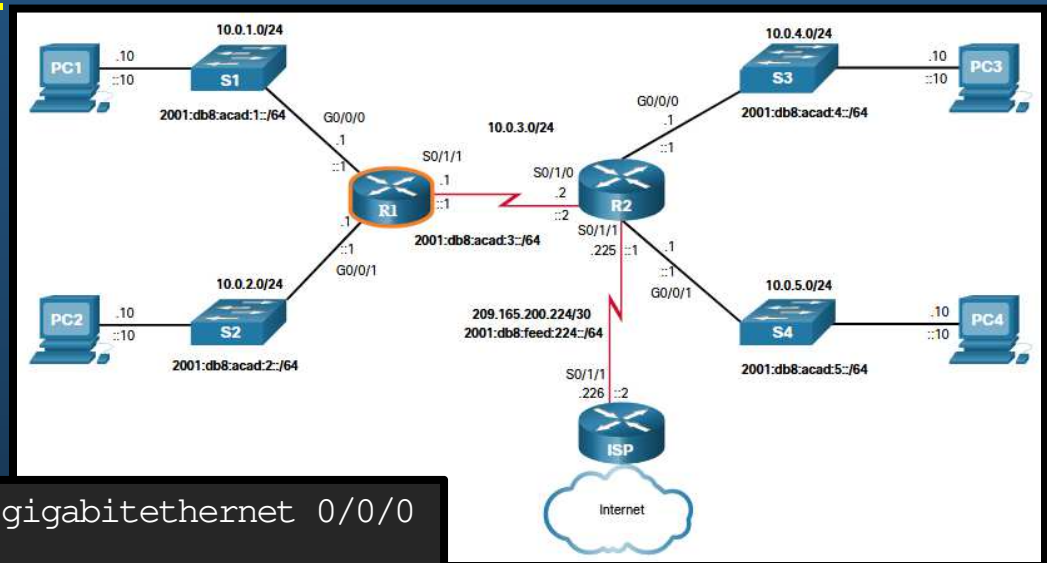 10.0.1.0/24
PC1
.10
::10
S1
2001:db8:acad:1::/64
G0/0/0
.1
::1
10.0.4.0/24
S3
.10
::10
PC3
2001:db8:acad:4::/64
G0/0/0
.1
::1
10.0.3.0/24
S0/1/1
.1
::1
R1
S0/1/0
.2
::2
R2
2001:db8:acad:3::/64
.1
::1
G0/0/1
S0/1/1
.225
::1
.1
::1
G0/0/1
10.0.2.0/24
PC2
.10
::10
S2
2001:db8:acad:2::/64
10.0.5.0/24
S4
.10
::10
PC4
2001:db8:acad:5::/64
209.165.200.224/30
2001:db8:feed:224::/64
S0/1/1
.226
::2
ISP
Internet
gigabitethernet 0/0/0